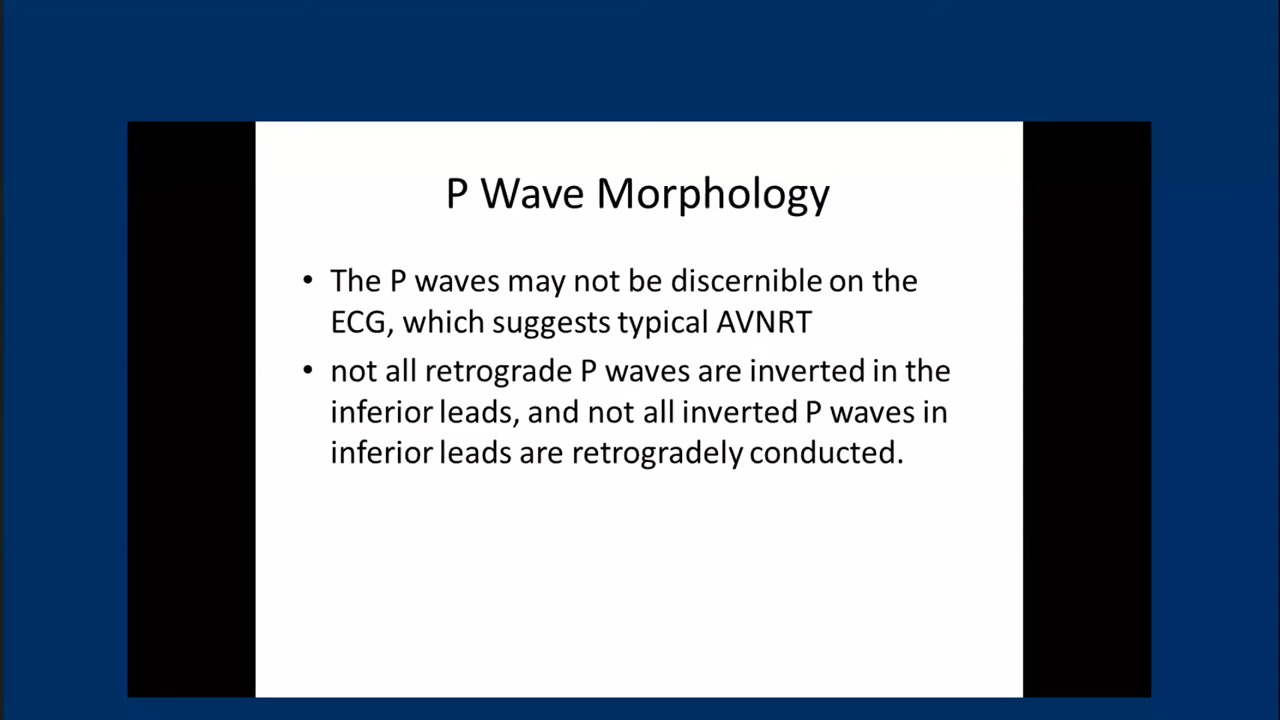 P Wave Morphology
• The P waves may not be discernible on the
ECG, which suggests typical AVNRT
• not all retrograde P waves are inverted in the
inferior leads, and not all inverted P waves in
inferior leads are retrogradely conducted.